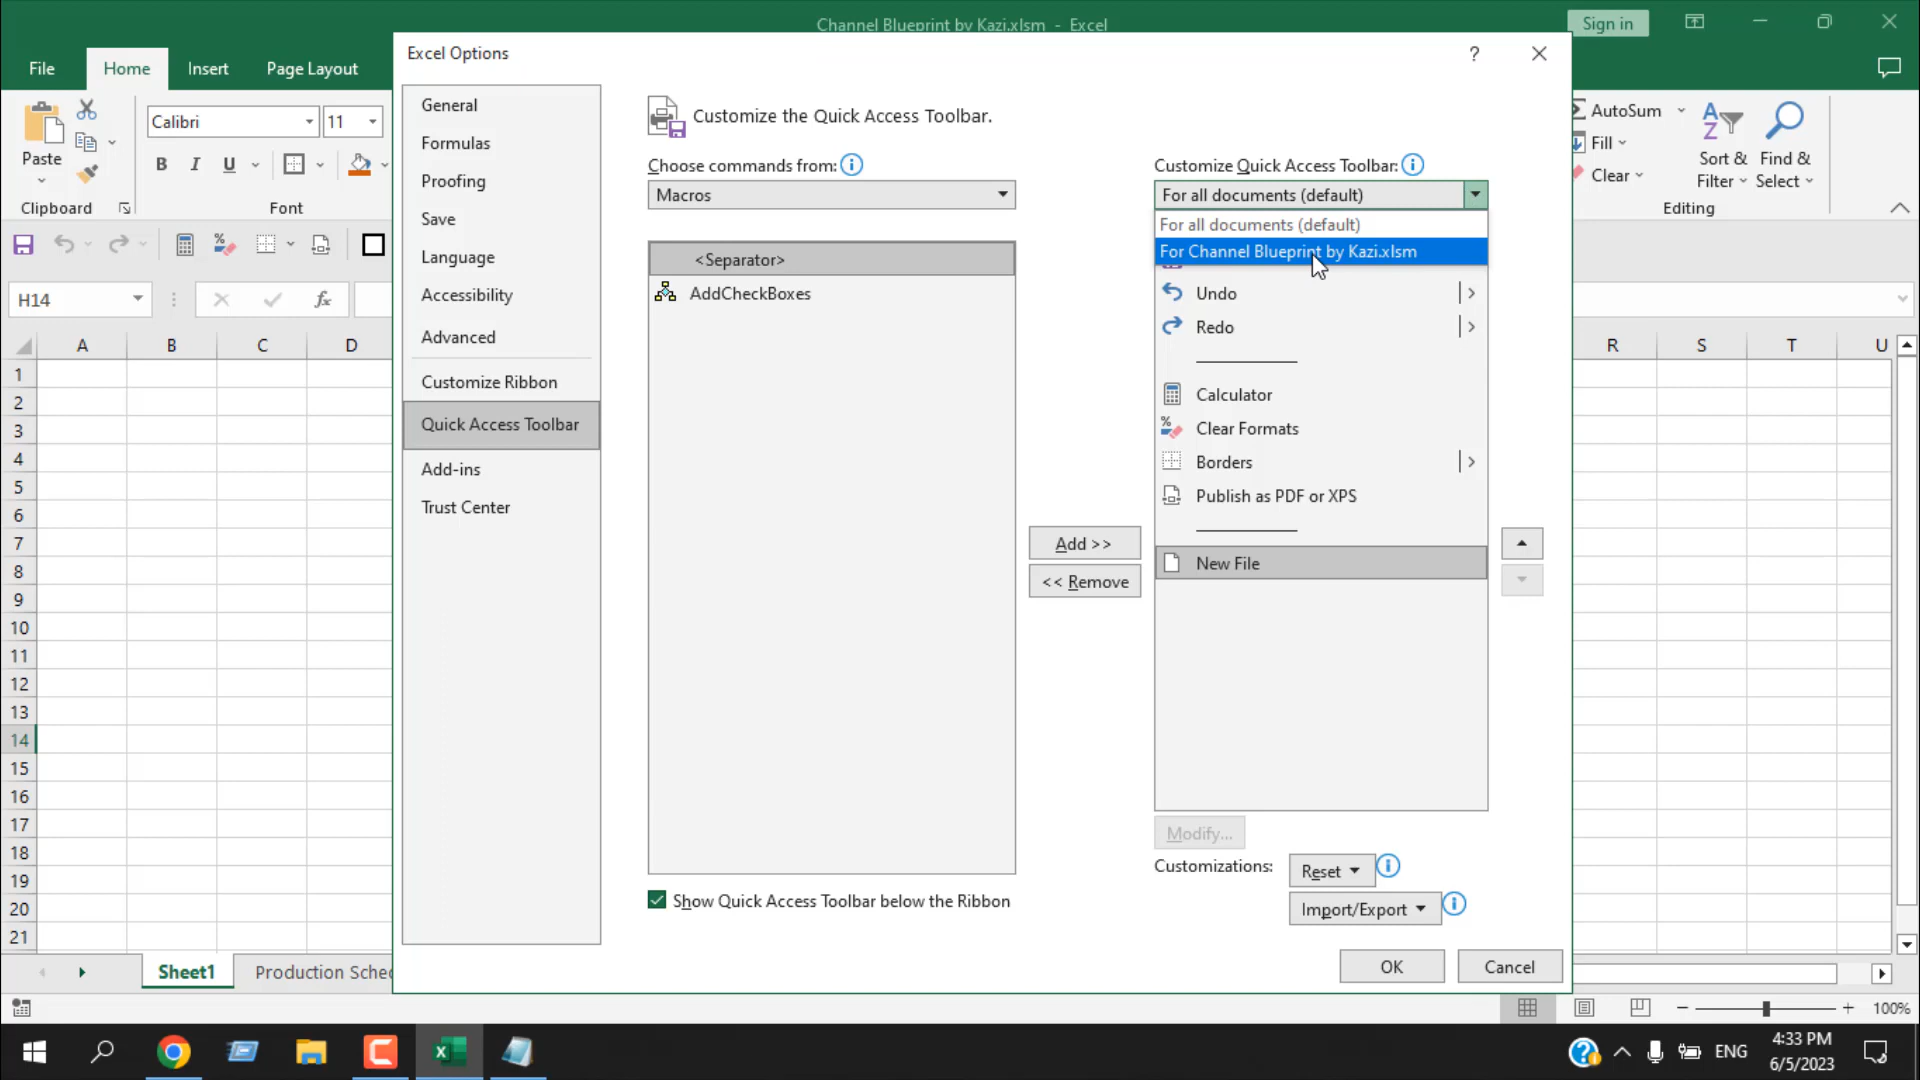 Channel Blueprint by Kazi.xlsm - Excel
Sign in
File
Home
Insert
Page Layout
Paste
Calibri
11
B
I
U
Clipboard
Font
AutoSum
Fill
Clear
Sort &
Filter
Find &
Select
Editing
H14
fx
A
B
C
D
R
S
T
U
1
2
3
4
5
6
7
8
9
10
11
12
13
14
15
16
17
18
19
20
21
Excel Options
?
General
Formulas
Proofing
Save
Language
Accessibility
Advanced
Customize Ribbon
Quick Access Toolbar
Add-ins
Trust Center
Customize the Quick Access Toolbar.
Choose commands from:
Macros
<Separator>
AddCheckBoxes
Add >>
<< Remove
Customize Quick Access Toolbar:
For all documents (default)
For all documents (default)
For Channel Blueprint by Kazi.xlsm
Undo
Redo
Calculator
Clear Formats
Borders
Publish as PDF or XPS
New File
Modify...
Customizations:
Reset
Import/Export
Show Quick Access Toolbar below the Ribbon
OK
Cancel
Sheet1
Production Sche
100%
ENG
4:33 PM
6/5/2023